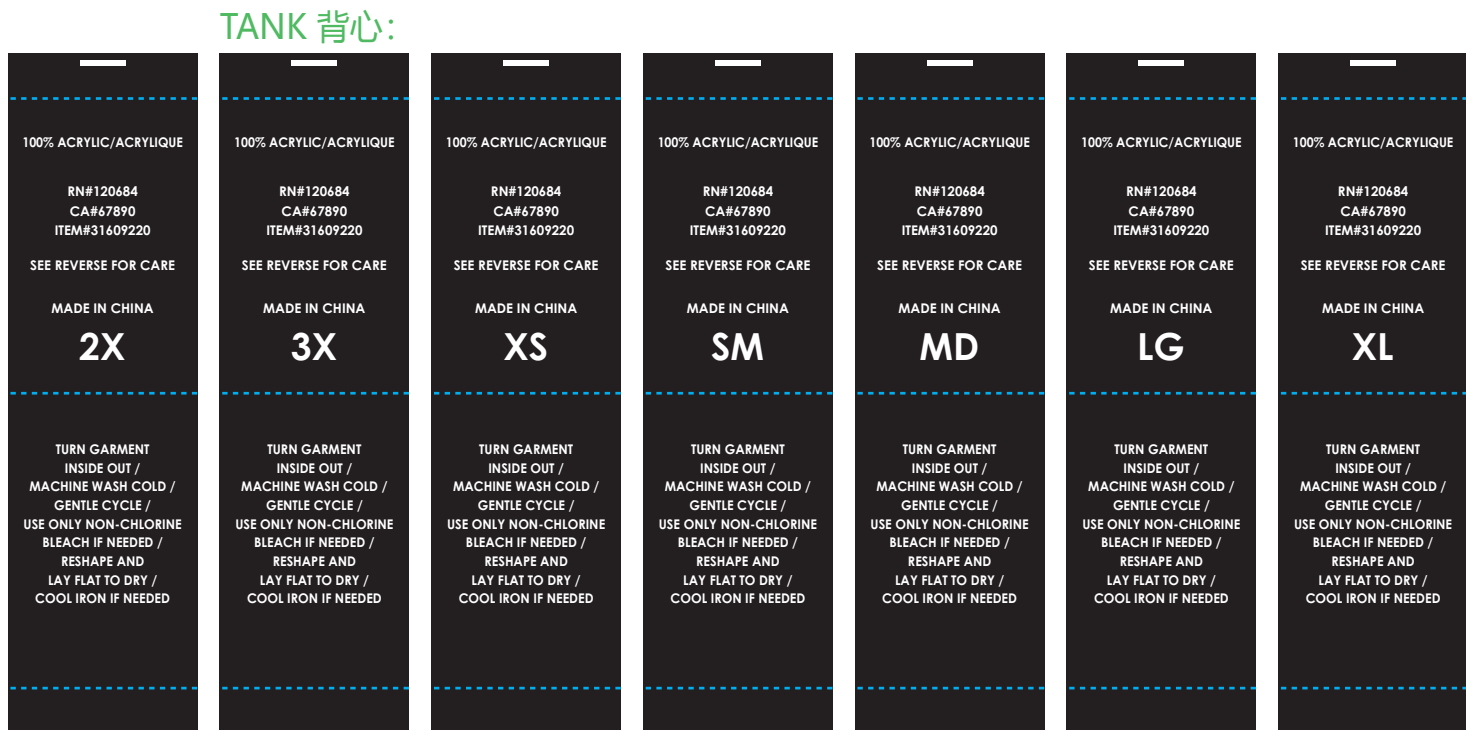 TANK 背心：
100% ACRYLIC/ACRYLIQUE
RN#120684
CA#67890
ITEM#31609220
SEE REVERSE FOR CARE
MADE IN CHINA
2X
TURN GARMENT
INSIDE OUT /
MACHINE WASH COLD /
GENTLE CYCLE /
USE ONLY NON-CHLORINE
BLEACH IF NEEDED /
RESHAPE AND
LAY FLAT TO DRY /
COOL IRON IF NEEDED
100% ACRYLIC/ACRYLIQUE
RN#120684
CA#67890
ITEM#31609220
SEE REVERSE FOR CARE
MADE IN CHINA
3X
TURN GARMENT
INSIDE OUT /
MACHINE WASH COLD /
GENTLE CYCLE /
USE ONLY NON-CHLORINE
BLEACH IF NEEDED /
RESHAPE AND
LAY FLAT TO DRY /
COOL IRON IF NEEDED
100% ACRYLIC/ACRYLIQUE
RN#120684
CA#67890
ITEM#31609220
SEE REVERSE FOR CARE
MADE IN CHINA
XS
TURN GARMENT
INSIDE OUT /
MACHINE WASH COLD /
GENTLE CYCLE /
USE ONLY NON-CHLORINE
BLEACH IF NEEDED /
RESHAPE AND
LAY FLAT TO DRY /
COOL IRON IF NEEDED
100% ACRYLIC/ACRYLIQUE
RN#120684
CA#67890
ITEM#31609220
SEE REVERSE FOR CARE
MADE IN CHINA
SM
TURN GARMENT
INSIDE OUT /
MACHINE WASH COLD /
GENTLE CYCLE /
USE ONLY NON-CHLORINE
BLEACH IF NEEDED /
RESHAPE AND
LAY FLAT TO DRY /
COOL IRON IF NEEDED
100% ACRYLIC/ACRYLIQUE
RN#120684
CA#67890
ITEM#31609220
SEE REVERSE FOR CARE
MADE IN CHINA
MD
TURN GARMENT
INSIDE OUT /
MACHINE WASH COLD /
GENTLE CYCLE /
USE ONLY NON-CHLORINE
BLEACH IF NEEDED /
RESHAPE AND
LAY FLAT TO DRY /
COOL IRON IF NEEDED
100% ACRYLIC/ACRYLIQUE
RN#120684
CA#67890
ITEM#31609220
SEE REVERSE FOR CARE
MADE IN CHINA
LG
TURN GARMENT
INSIDE OUT /
MACHINE WASH COLD /
GENTLE CYCLE /
USE ONLY NON-CHLORINE
BLEACH IF NEEDED /
RESHAPE AND
LAY FLAT TO DRY /
COOL IRON IF NEEDED
100% ACRYLIC/ACRYLIQUE
RN#120684
CA#67890
ITEM#31609220
SEE REVERSE FOR CARE
MADE IN CHINA
XL
TURN GARMENT
INSIDE OUT /
MACHINE WASH COLD /
GENTLE CYCLE /
USE ONLY NON-CHLORINE
BLEACH IF NEEDED /
RESHAPE AND
LAY FLAT TO DRY /
COOL IRON IF NEEDED